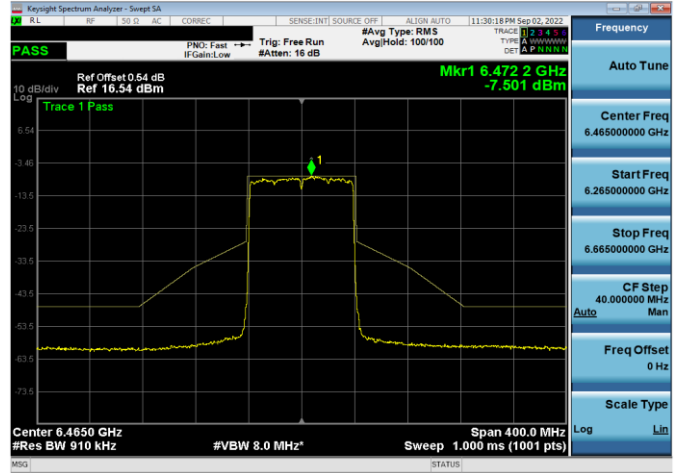 Keysight Spectrum Analyzer - Swept SA
RL RF 50 Ω AC CORREC SENSE:INT SOURCE OFF ALIGN AUTO 11:30:18 PM Sep 02, 2022
#Avg Type: RMS TRACE 1 2 3 4 5 6
PNO: Fast Trig: Free Run Avg|Hold: 100/100 TYPE A WWWWW
IFGain:Low #Atten: 16 dB DET A P N N N N
PASS
Ref Offset 0.54 dB Mkr1 6.472 2 GHz
10 dB/div Ref 16.54 dBm -7.501 dBm
Log
Trace 1 Pass
6.54
1
-3.46
-13.5
-23.5
-33.5
-43.5
-53.5
-63.5
-73.5
Center 6.4650 GHz Span 400.0 MHz
#Res BW 910 kHz #VBW 8.0 MHz* Sweep 1.000 ms (1001 pts)
MSG STATUS
Frequency
Auto Tune
Center Freq
6.465000000 GHz
Start Freq
6.265000000 GHz
Stop Freq
6.665000000 GHz
CF Step
40.000000 MHz
Auto Man
Freq Offset
0 Hz
Scale Type
Log Lin